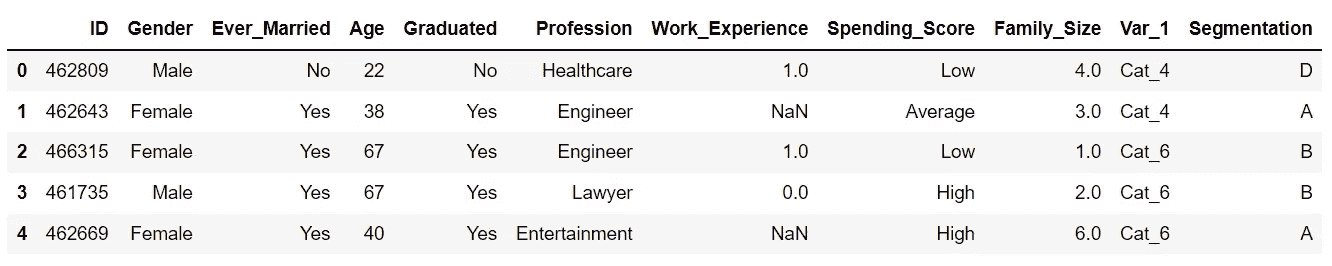 ID Gender Ever_Married Age Graduated Profession Work_Experience Spending_Score Family_Size Var_1 Segmentation
0 462809 Male No 22 No Healthcare 1.0 Low 4.0 Cat_4 D
1 462643 Female Yes 38 Yes Engineer NaN Average 3.0 Cat_4 A
2 466315 Female Yes 67 Yes Engineer 1.0 Low 1.0 Cat_6 B
3 461735 Male Yes 67 Yes Lawyer 0.0 High 2.0 Cat_6 B
4 462669 Female Yes 40 Yes Entertainment NaN High 6.0 Cat_6 A